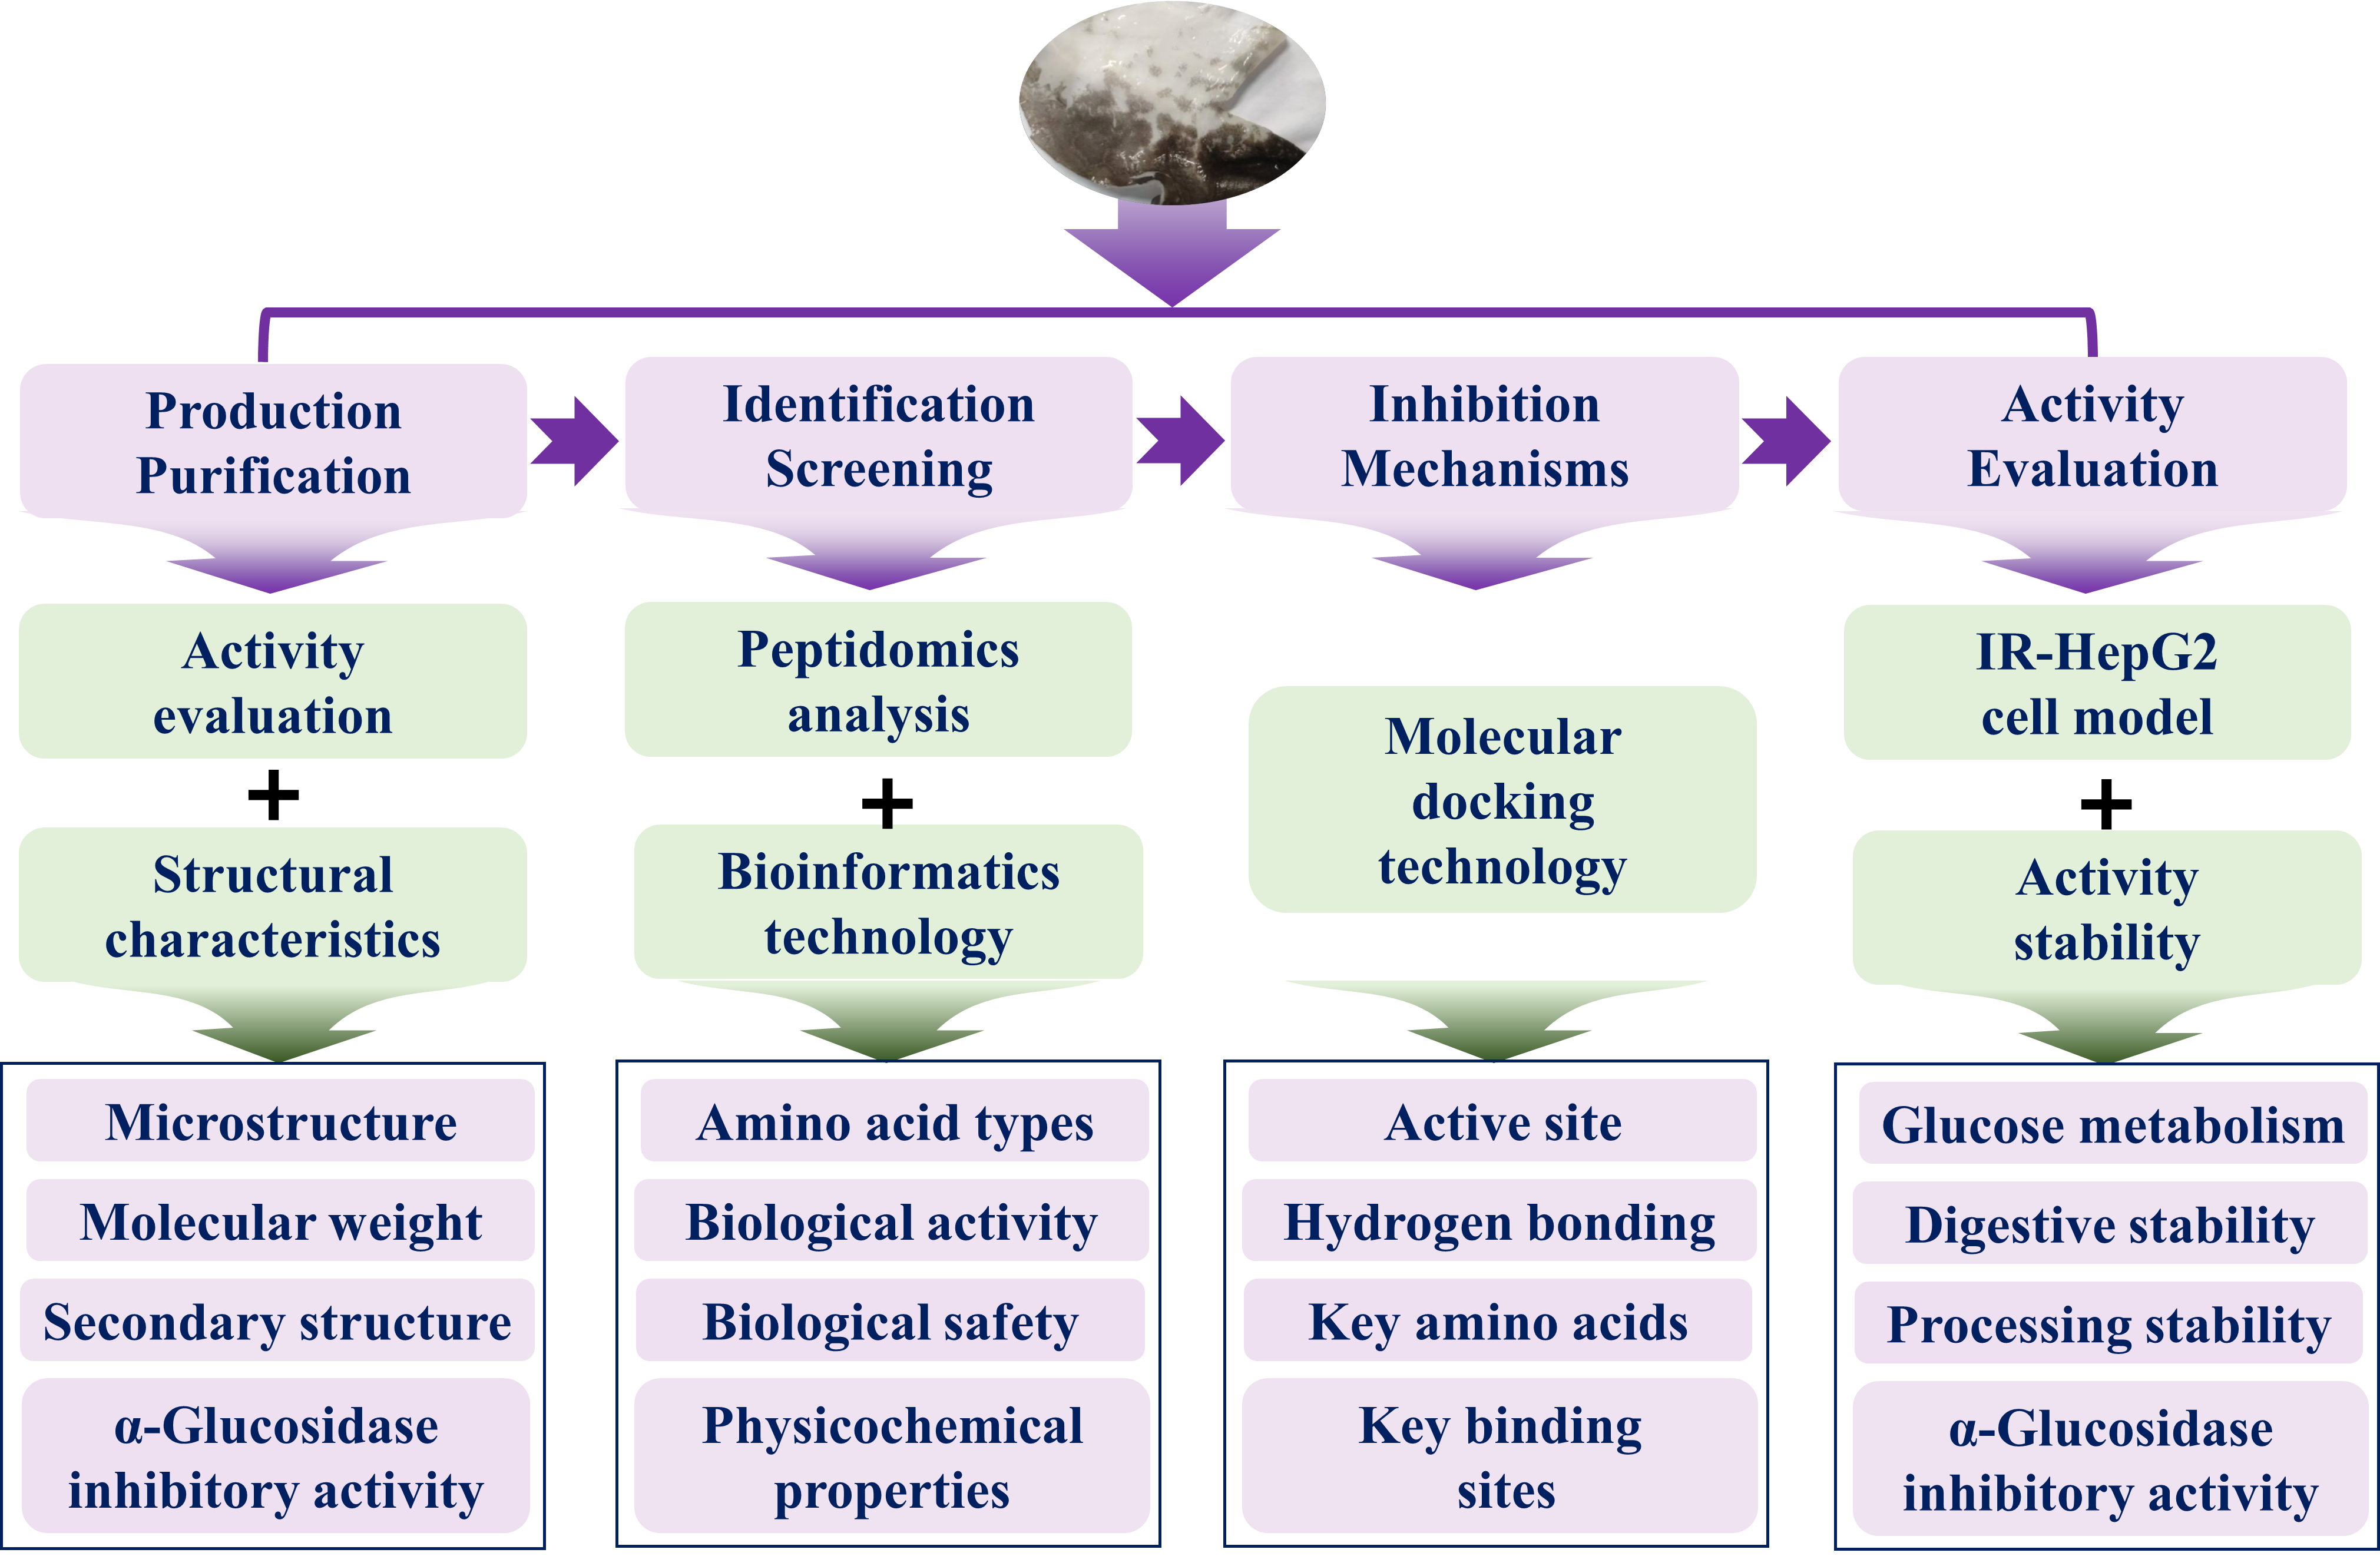 Production
Purification
Identification
Screening
Inhibition
Mechanisms
Activity
Evaluation
Activity
evaluation
+
Structural
characteristics
Peptidomics
analysis
+
Bioinformatics
technology
Molecular
docking
technology
IR-HepG2
cell model
+
Activity
stability
Microstructure
Molecular weight
Secondary structure
α-Glucosidase
inhibitory activity
Amino acid types
Biological activity
Biological safety
Physicochemical
properties
Active site
Hydrogen bonding
Key amino acids
Key binding
sites
Glucose metabolism
Digestive stability
Processing stability
α-Glucosidase
inhibitory activity